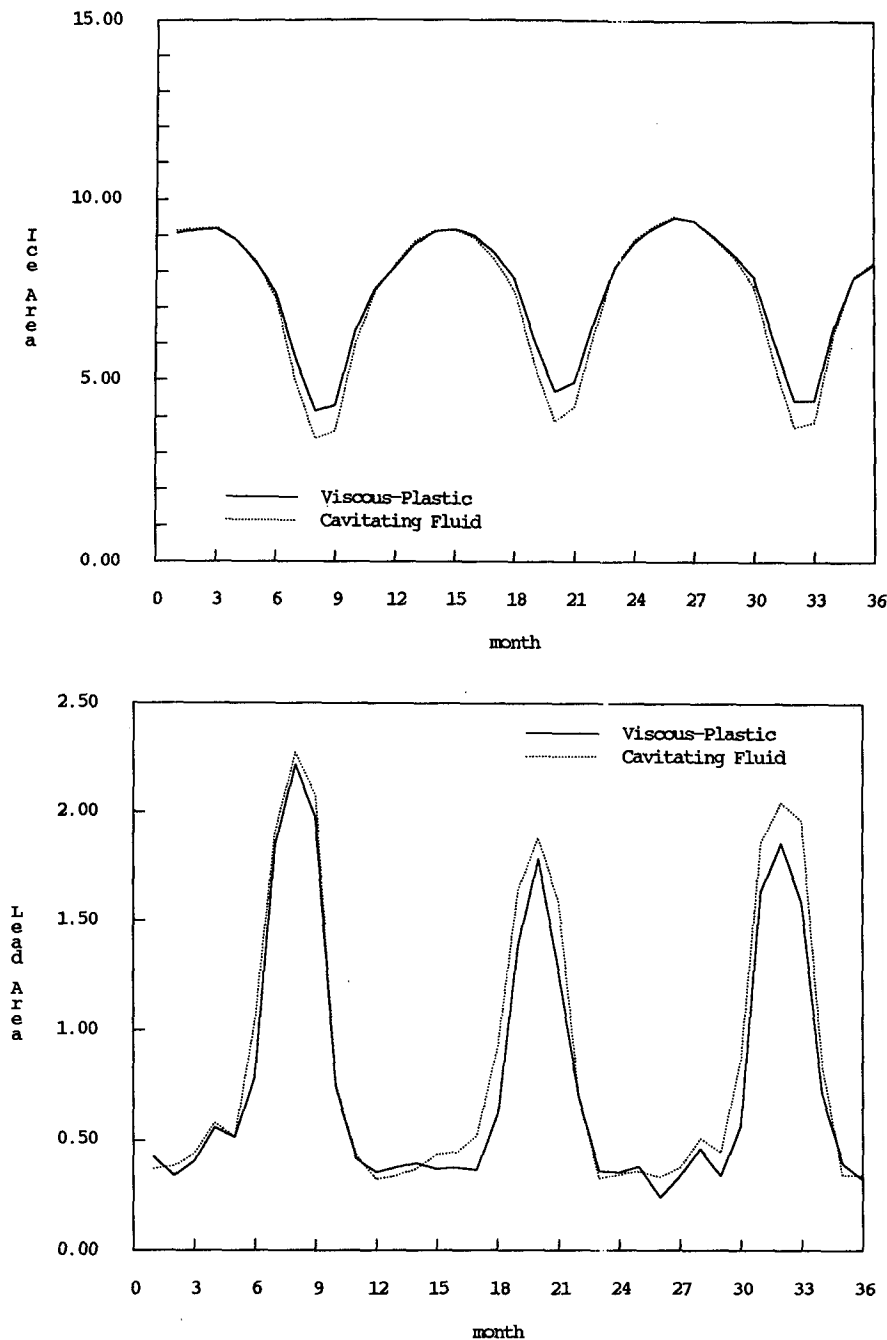 15.00
10.00
5.00
0.00
Ice Area
Viscous-Plastic
Cavitating Fluid
0 3 6 9 12 15 18 21 24 27 30 33 36
month
2.50
2.00
1.50
1.00
0.50
0.00
Lead Area
Viscous-Plastic
Cavitating Fluid
0 3 6 9 12 15 18 21 24 27 30 33 36
month